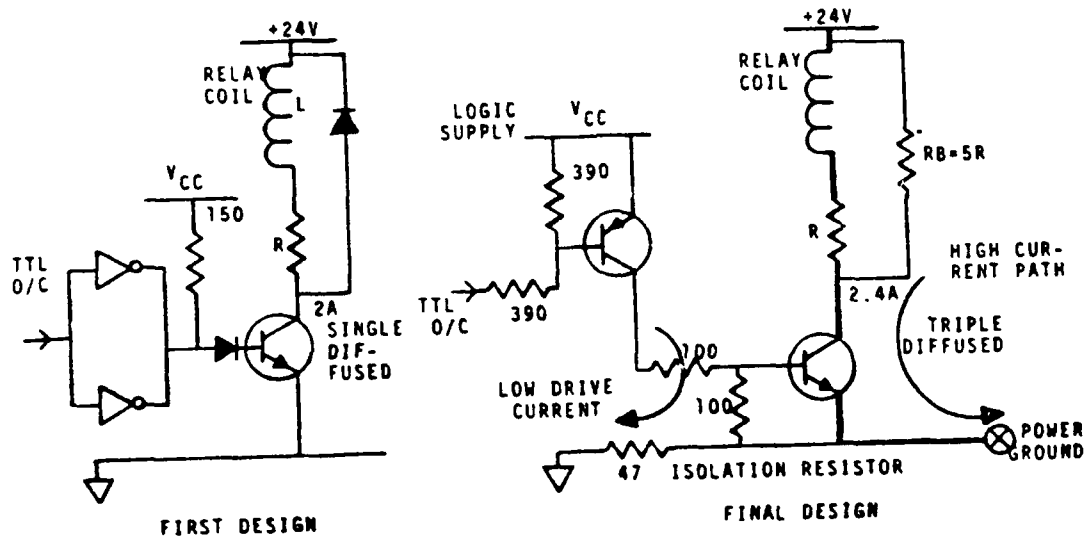 +24V
RELAY
COIL
L
VCC
150
R
TTL
O/C
2A
SINGLE
DIF-
FUSED
FIRST DESIGN
+24V
RELAY
COIL
LOGIC
SUPPLY
VCC
390
RB=5R
R
HIGH CUR-
RENT PATH
TTL
O/C
390
2.4A
TRIPLE
DIFFUSED
100
LOW DRIVE
CURRENT
100
POWER
GROUND
47
ISOLATION RESISTOR
FINAL DESIGN